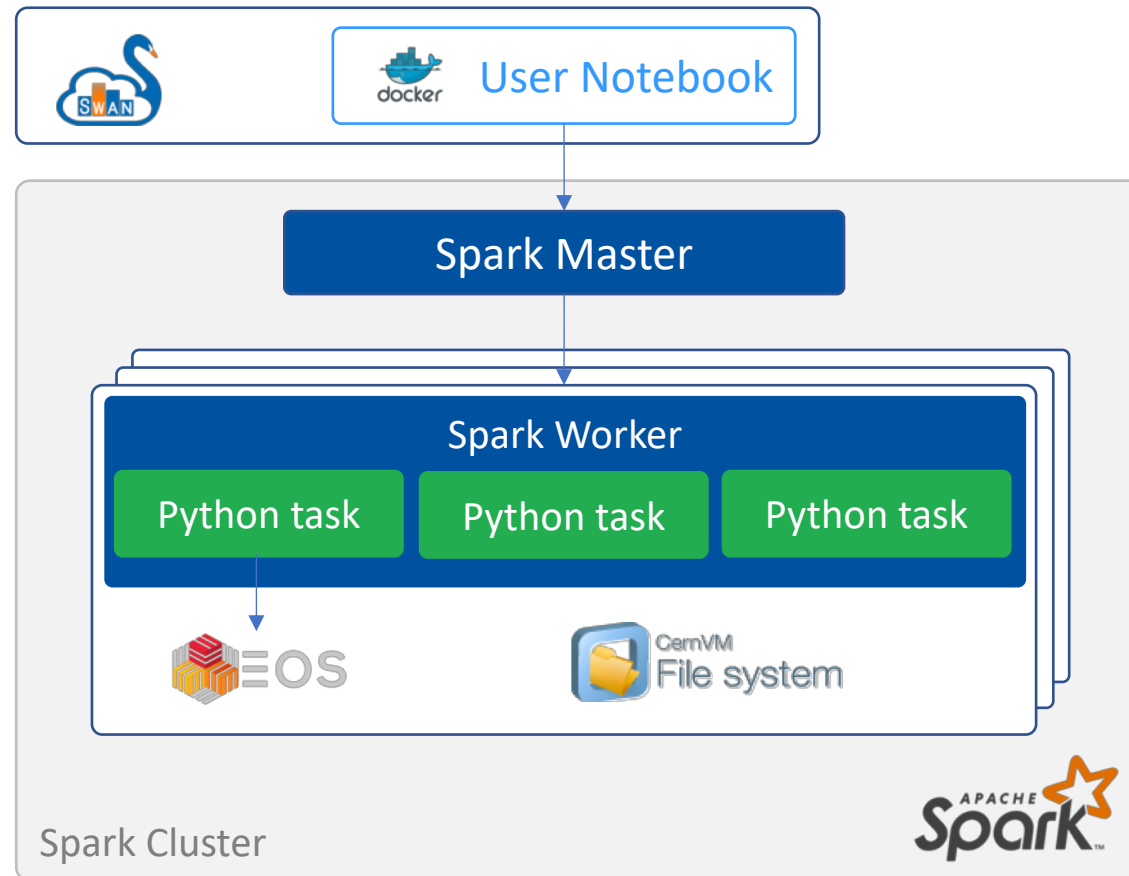 SWAN
docker
User Notebook
Spark Master
Spark Worker
Python task
Python task
Python task
EOS
CernVM
File system
Spark Cluster
APACHE
Spark™